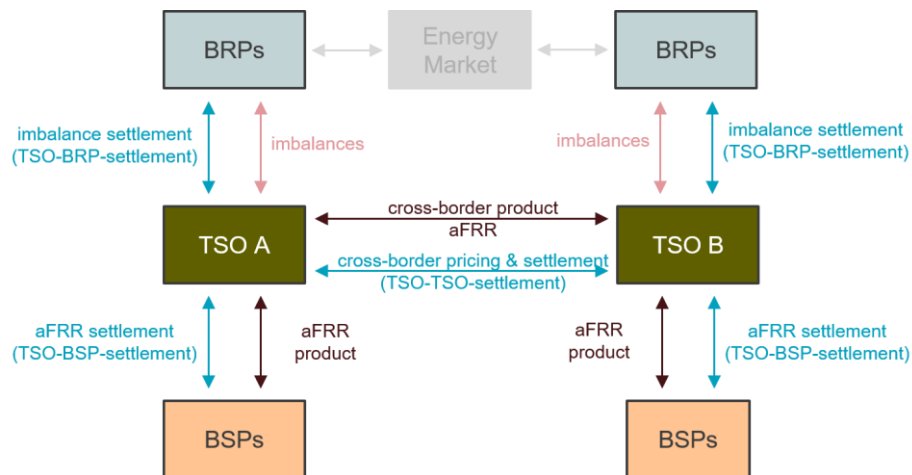 BRPs
Energy
Market
BRPs
imbalance settlement
(TSO-BRP-settlement)
imbalances
imbalances
imbalance settlement
(TSO-BRP-settlement)
TSO A
cross-border product
aFRR
cross-border pricing & settlement
(TSO-TSO-settlement)
TSO B
aFRR settlement
(TSO-BSP-settlement)
aFRR
product
aFRR
product
aFRR settlement
(TSO-BSP-settlement)
BSPs
BSPs